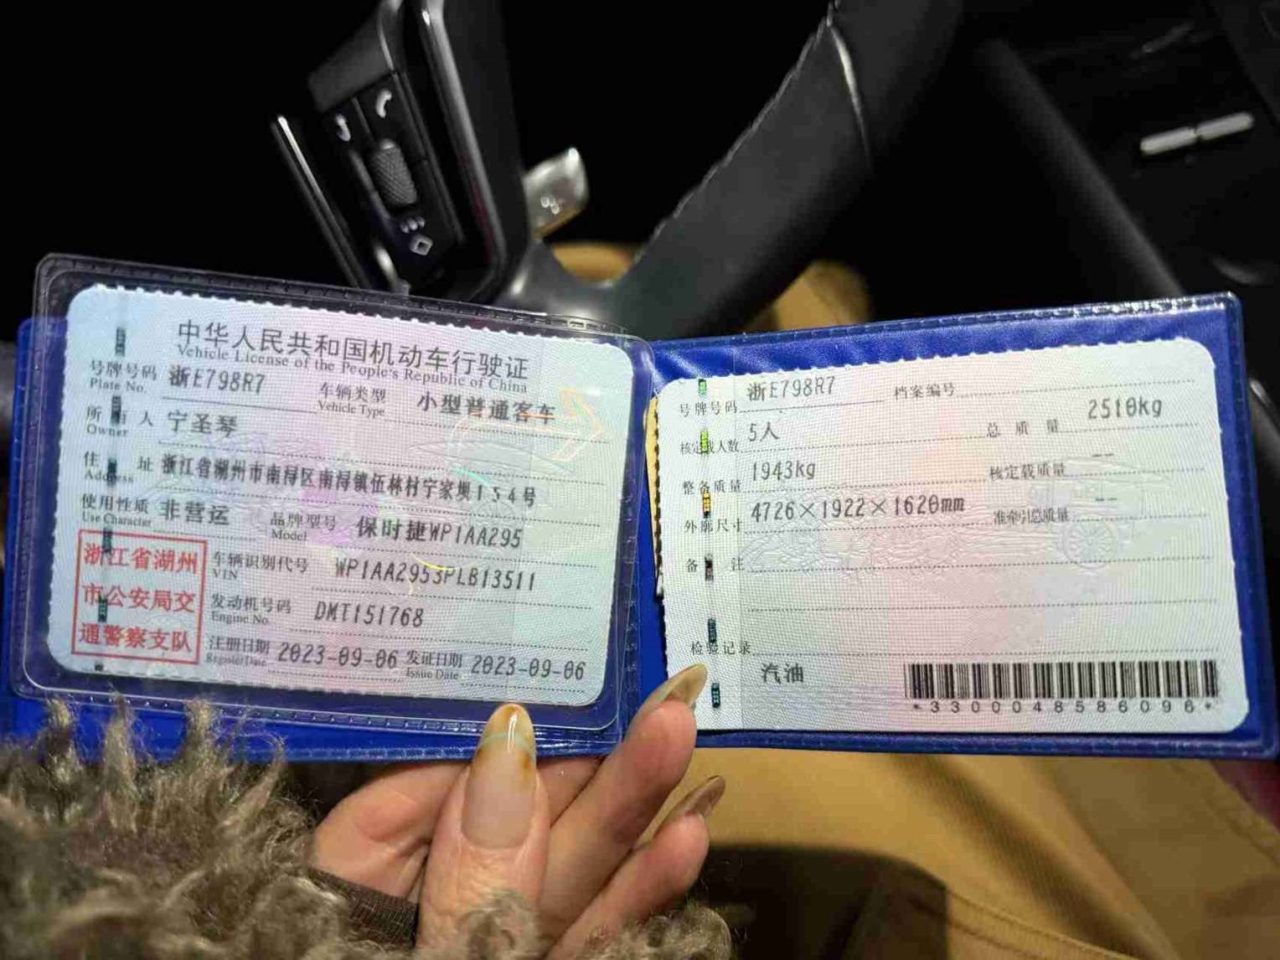 中华人民共和国机动车行驶证
Vehicle License of the People's Republic of China
号牌号码 浙E798R7 车辆类型 小型普通客车
Plate No. Vehicle Type
所有人 宁圣琴
Owner
住址 浙江省湖州市南浔区南浔镇伍林村宁家坝154号
Address
使用性质 非营运 品牌型号 保时捷WP1AA295
Use Character Model
浙江省湖州
市公安局交
通警察支队
车辆识别代号 WP1AA2953PLB13511
VIN
发动机号码 DMT151768
Engine No.
注册日期 2023-09-06 发证日期 2023-09-06
Register Date Issue Date
号牌号码 浙E798R7 档案编号
核定载人数 5人 总质量 2510kg
整备质量 1943kg 核定载质量 --
外廓尺寸 4726×1922×1620mm 准牵引总质量 --
备注
检验记录
汽油
*3300048586096*